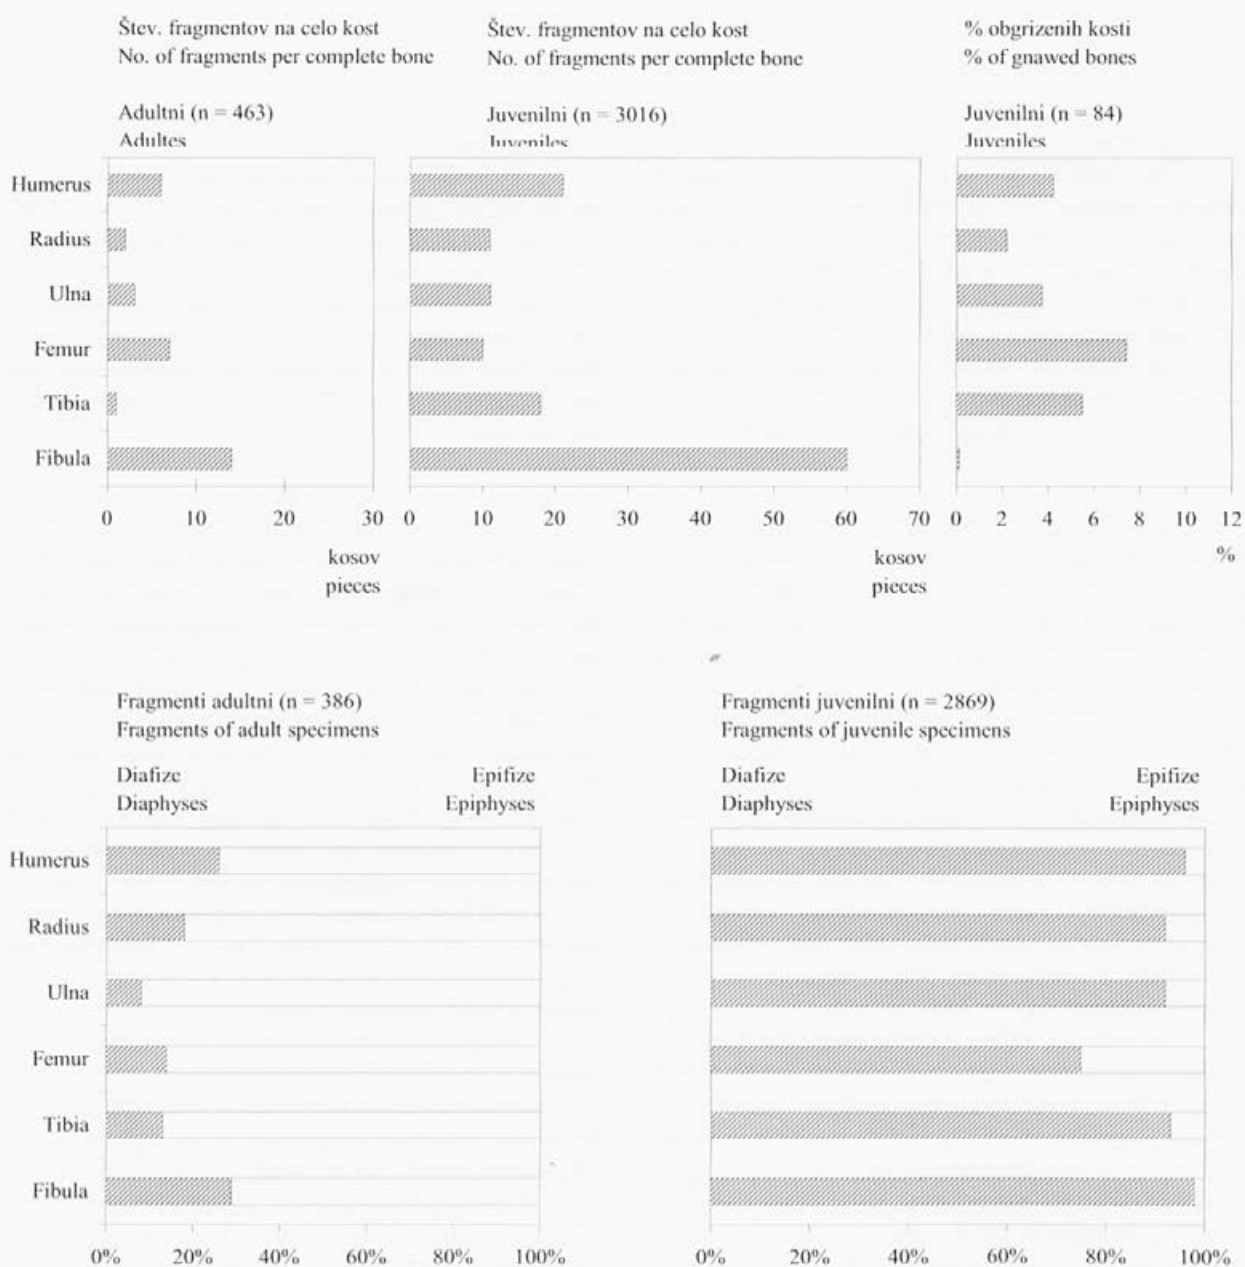 Štev. fragmentov na celo kost
No. of fragments per complete bone
Adultni (n = 463)
Adultes
Štev. fragmentov na celo kost
No. of fragments per complete bone
Juvenilni (n = 3016)
Juveniles
% obgrizenih kosti
% of gnawed bones
Juvenilni (n = 84)
Juveniles
Humerus
Radius
Ulna
Femur
Tibia
Fibula
0 10 20 30
kosov
pieces
0 10 20 30 40 50 60 70
kosov
pieces
0 2 4 6 8 10 12
%
Fragmenti adultni (n = 386)
Fragments of adult specimens
Diafize Epifize
Diaphyses Epiphyses
Fragmenti juvenilni (n = 2869)
Fragments of juvenile specimens
Diafize Epifize
Diaphyses Epiphyses
Humerus
Radius
Ulna
Femur
Tibia
Fibula
0% 20% 40% 60% 80% 100%
0% 20% 40% 60% 80% 100%